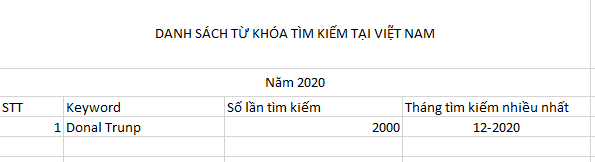 DANH SÁCH TỪ KHÓA TÌM KIẾM TẠI VIỆT NAM
Năm 2020
STT Keyword Số lần tìm kiếm Tháng tìm kiếm nhiều nhất
1 Donal Trunp 2000 12-2020